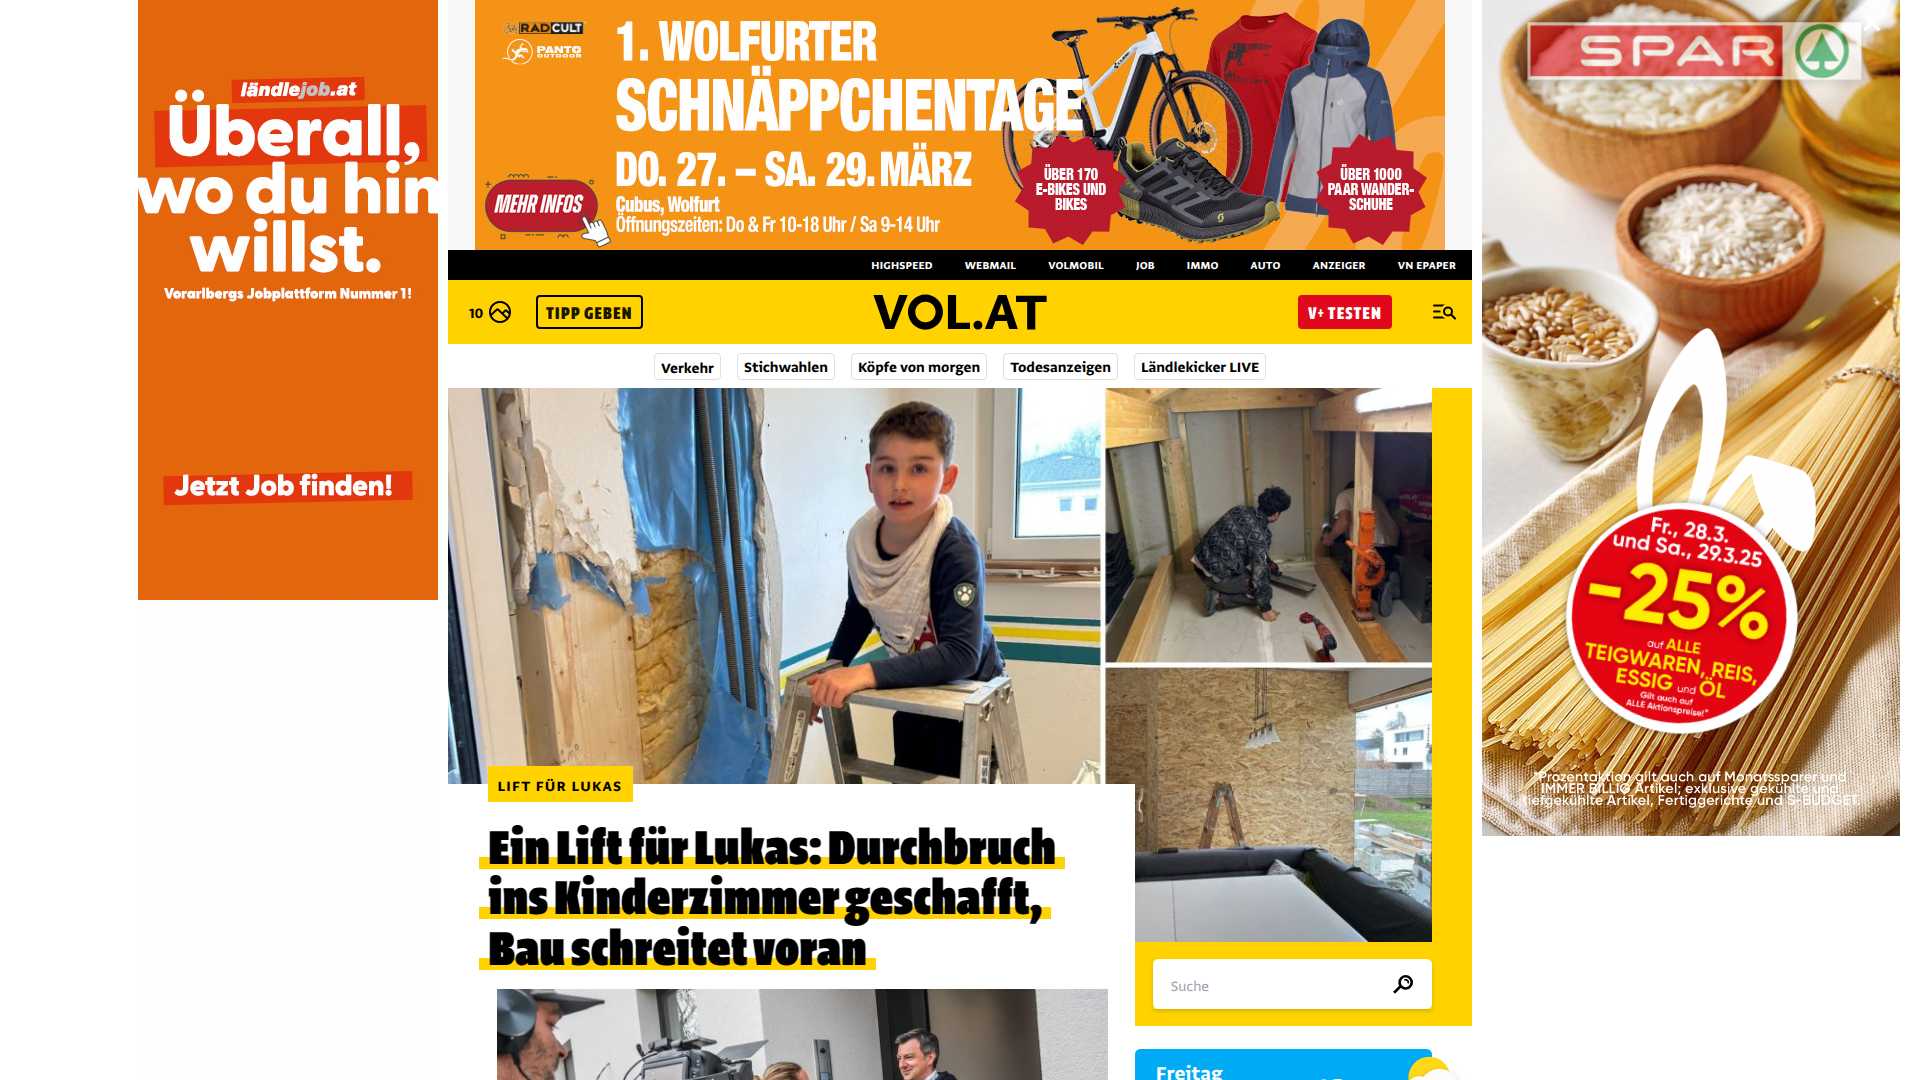 ländlejob.at
Überall,
wo du hin
willst.
Vorarlbergs Jobplattform Nummer 1!
Jetzt Job finden!
RADCULT
PANTO
OUTDOOR
1. WOLFURTER
SCHNÄPPCHENTAGE
DO. 27. – SA. 29. MÄRZ
MEHR INFOS
Cubus, Wolfurt
Öffnungszeiten: Do & Fr 10-18 Uhr / Sa 9-14 Uhr
ÜBER 170
E-BIKES UND
BIKES
ÜBER 1000
PAAR WANDER-
SCHUHE
HIGHSPEED WEBMAIL VOLMOBIL JOB IMMO AUTO ANZEIGER VN EPAPER
10 TIPP GEBEN VOL.AT V+ TESTEN
Verkehr Stichwahlen Köpfe von morgen Todesanzeigen Ländlekicker LIVE
LIFT FÜR LUKAS
Ein Lift für Lukas: Durchbruch
ins Kinderzimmer geschafft,
Bau schreitet voran
Suche
Freitag
SPAR
Fr., 28.3.
und Sa., 29.3.25
-25%
auf ALLE
TEIGWAREN, REIS,
ESSIG und ÖL
Gilt auch auf
ALLE Aktionspreise!*
*Prozentaktion gilt auch auf Monatssparer und
IMMER BILLIG Artikel; exklusive gekühlte und
tiefgekühlte Artikel, Fertiggerichte und S-BUDGET.